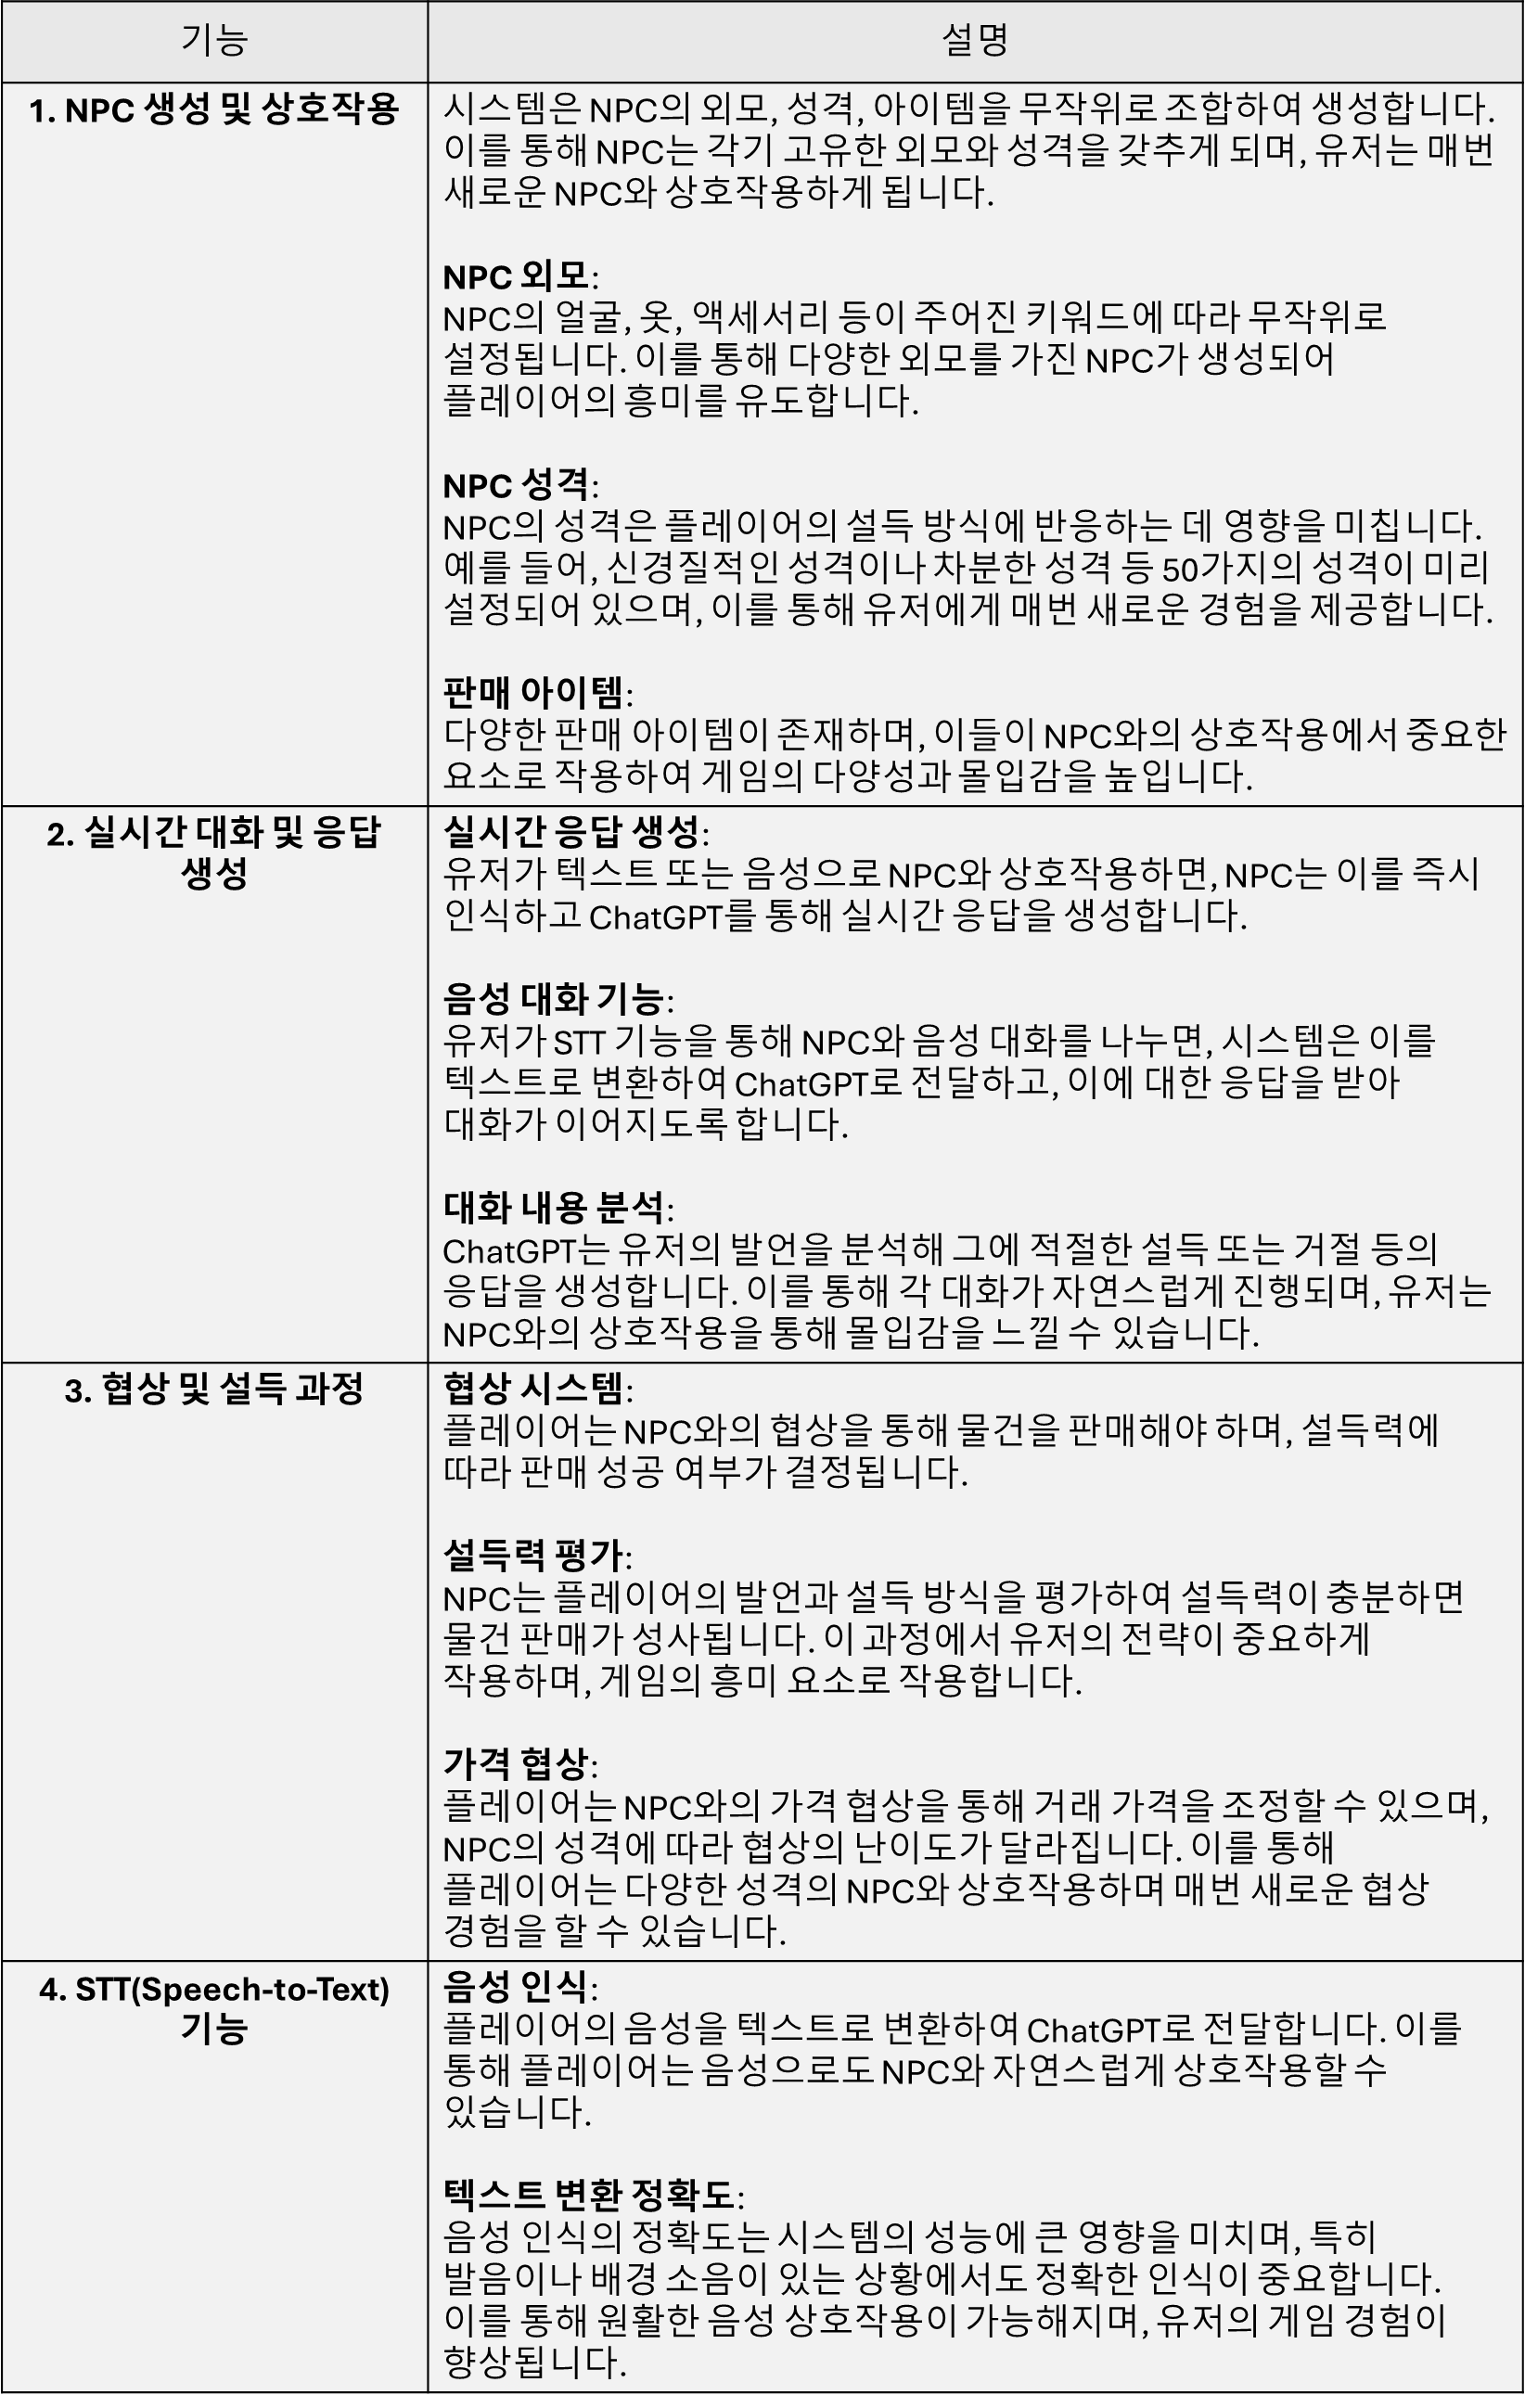 기능
설명
1. NPC 생성 및 상호작용
시스템은 NPC의 외모, 성격, 아이템을 무작위로 조합하여 생성합니다.
이를 통해 NPC는 각기 고유한 외모와 성격을 갖추게 되며, 유저는 매번
새로운 NPC와 상호작용하게 됩니다.
NPC 외모:
NPC의 얼굴, 옷, 액세서리 등이 주어진 키워드에 따라 무작위로
설정됩니다. 이를 통해 다양한 외모를 가진 NPC가 생성되어
플레이어의 흥미를 유도합니다.
NPC 성격:
NPC의 성격은 플레이어의 설득 방식에 반응하는 데 영향을 미칩니다.
예를 들어, 신경질적인 성격이나 차분한 성격 등 50가지의 성격이 미리
설정되어 있으며, 이를 통해 유저에게 매번 새로운 경험을 제공합니다.
판매 아이템:
다양한 판매 아이템이 존재하며, 이들이 NPC와의 상호작용에서 중요한
요소로 작용하여 게임의 다양성과 몰입감을 높입니다.
2. 실시간 대화 및 응답
생성
실시간 응답 생성:
유저가 텍스트 또는 음성으로 NPC와 상호작용하면, NPC는 이를 즉시
인식하고 ChatGPT를 통해 실시간 응답을 생성합니다.
음성 대화 기능:
유저가 STT 기능을 통해 NPC와 음성 대화를 나누면, 시스템은 이를
텍스트로 변환하여 ChatGPT로 전달하고, 이에 대한 응답을 받아
대화가 이어지도록 합니다.
대화 내용 분석:
ChatGPT는 유저의 발언을 분석해 그에 적절한 설득 또는 거절 등의
응답을 생성합니다. 이를 통해 각 대화가 자연스럽게 진행되며, 유저는
NPC와의 상호작용을 통해 몰입감을 느낄 수 있습니다.
3. 협상 및 설득 과정
협상 시스템:
플레이어는 NPC와의 협상을 통해 물건을 판매해야 하며, 설득력에
따라 판매 성공 여부가 결정됩니다.
설득력 평가:
NPC는 플레이어의 발언과 설득 방식을 평가하여 설득력이 충분하면
물건 판매가 성사됩니다. 이 과정에서 유저의 전략이 중요하게
작용하며, 게임의 흥미 요소로 작용합니다.
가격 협상:
플레이어는 NPC와의 가격 협상을 통해 거래 가격을 조정할 수 있으며,
NPC의 성격에 따라 협상의 난이도가 달라집니다. 이를 통해
플레이어는 다양한 성격의 NPC와 상호작용하며 매번 새로운 협상
경험을 할 수 있습니다.
4. STT(Speech-to-Text)
기능
음성 인식:
플레이어의 음성을 텍스트로 변환하여 ChatGPT로 전달합니다. 이를
통해 플레이어는 음성으로도 NPC와 자연스럽게 상호작용할 수
있습니다.
텍스트 변환 정확도:
음성 인식의 정확도는 시스템의 성능에 큰 영향을 미치며, 특히
발음이나 배경 소음이 있는 상황에서도 정확한 인식이 중요합니다.
이를 통해 원활한 음성 상호작용이 가능해지며, 유저의 게임 경험이
향상됩니다.